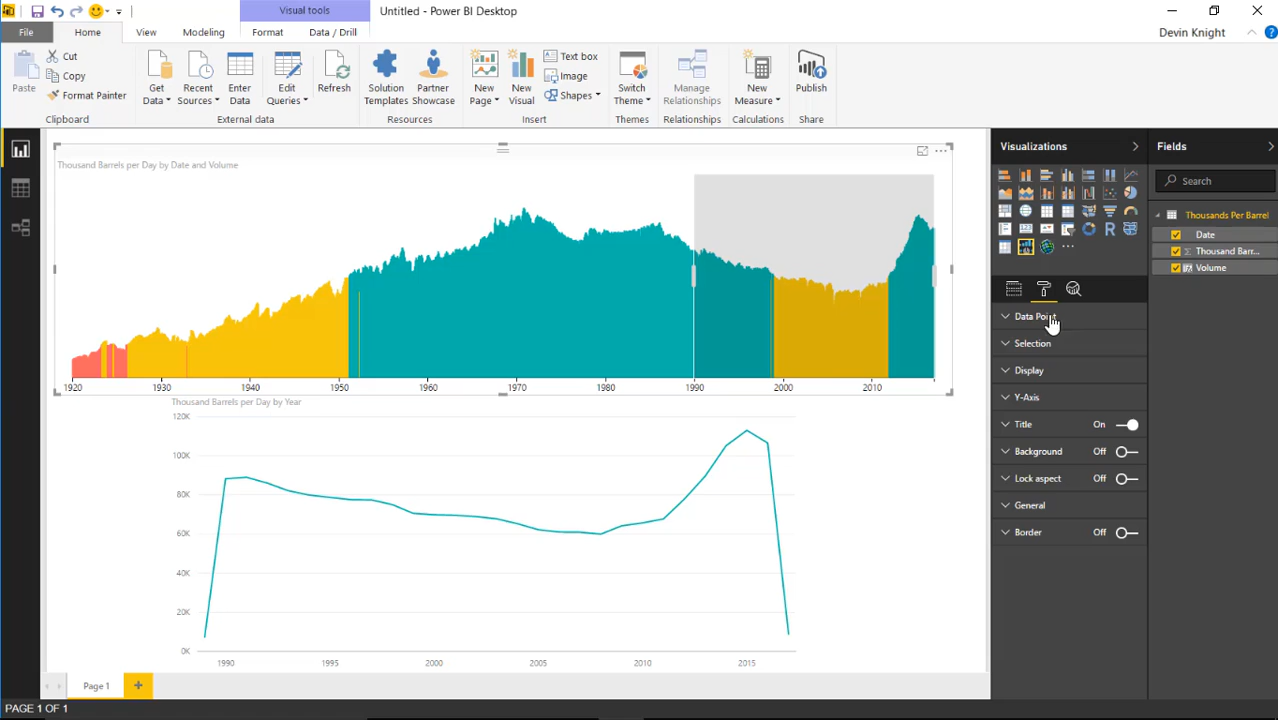 Visual tools
Untitled - Power BI Desktop
File
Home
View
Modeling
Format
Data / Drill
Devin Knight
?
Paste
Cut
Copy
Format Painter
Clipboard
Get Data
Recent Sources
Enter Data
Edit Queries
Refresh
External data
Solution Templates
Partner Showcase
Resources
New Page
New Visual
Text box
Image
Shapes
Insert
Switch Theme
Themes
Manage Relationships
Relationships
New Measure
Calculations
Publish
Share
Thousand Barrels per Day by Date and Volume
1920 1930 1940 1950 1960 1970 1980 1990 2000 2010
Thousand Barrels per Day by Year
120K
100K
80K
60K
40K
20K
0K
1990 1995 2000 2005 2010 2015
Visualizations
R
Data Point
Selection
Display
Y-Axis
Title On
Background Off
Lock aspect Off
General
Border Off
Fields
Search
Thousands Per Barrel
Date
Σ Thousand Barr...
Volume
Page 1
PAGE 1 OF 1